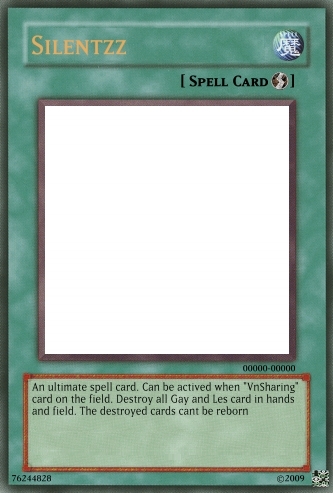 Silentzz
魔
[ Spell Card ]
00000-00000
An ultimate spell card. Can be actived when "VnSharing"
card on the field. Destroy all Gay and Les card in hands
and field. The destroyed cards cant be reborn
76244828
©2009